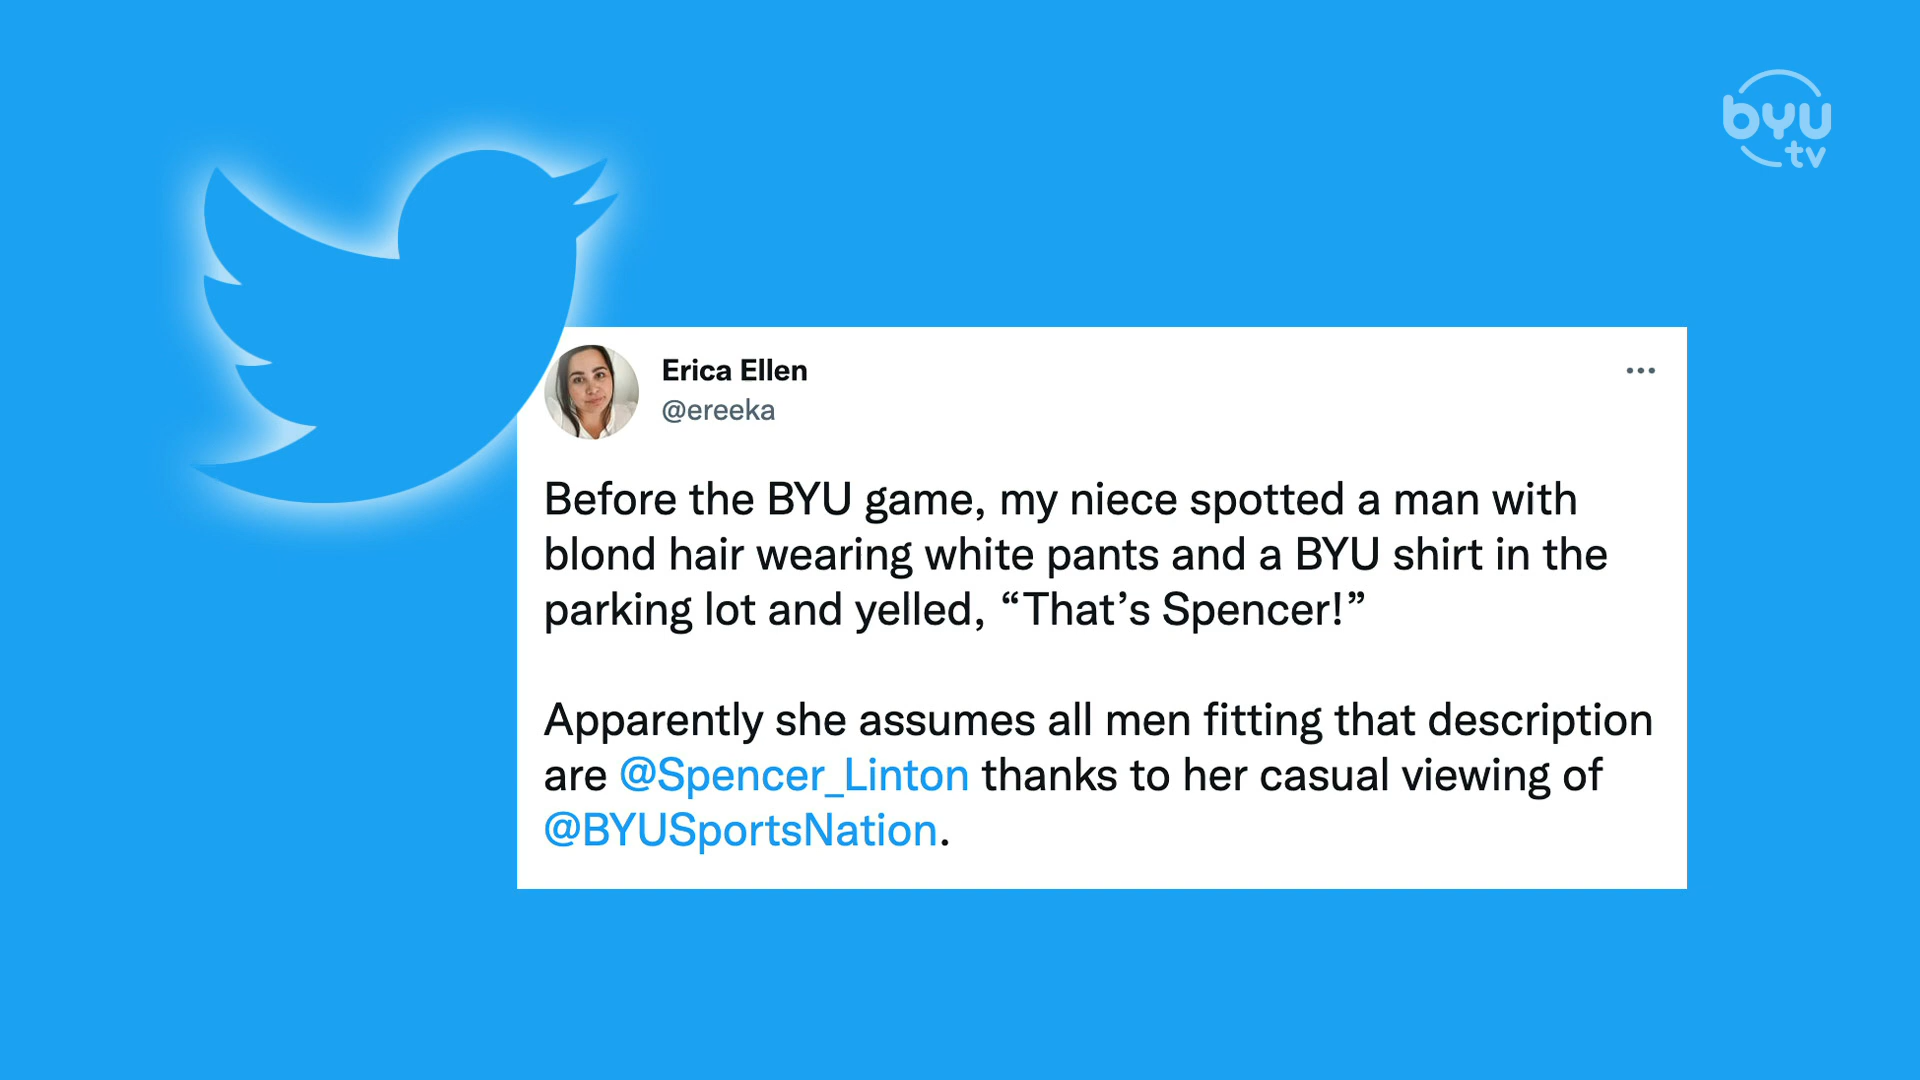 byu
tv
Erica Ellen
@ereeka
Before the BYU game, my niece spotted a man with
blond hair wearing white pants and a BYU shirt in the
parking lot and yelled, “That’s Spencer!”
Apparently she assumes all men fitting that description
are @Spencer_Linton thanks to her casual viewing of
@BYUSportsNation.